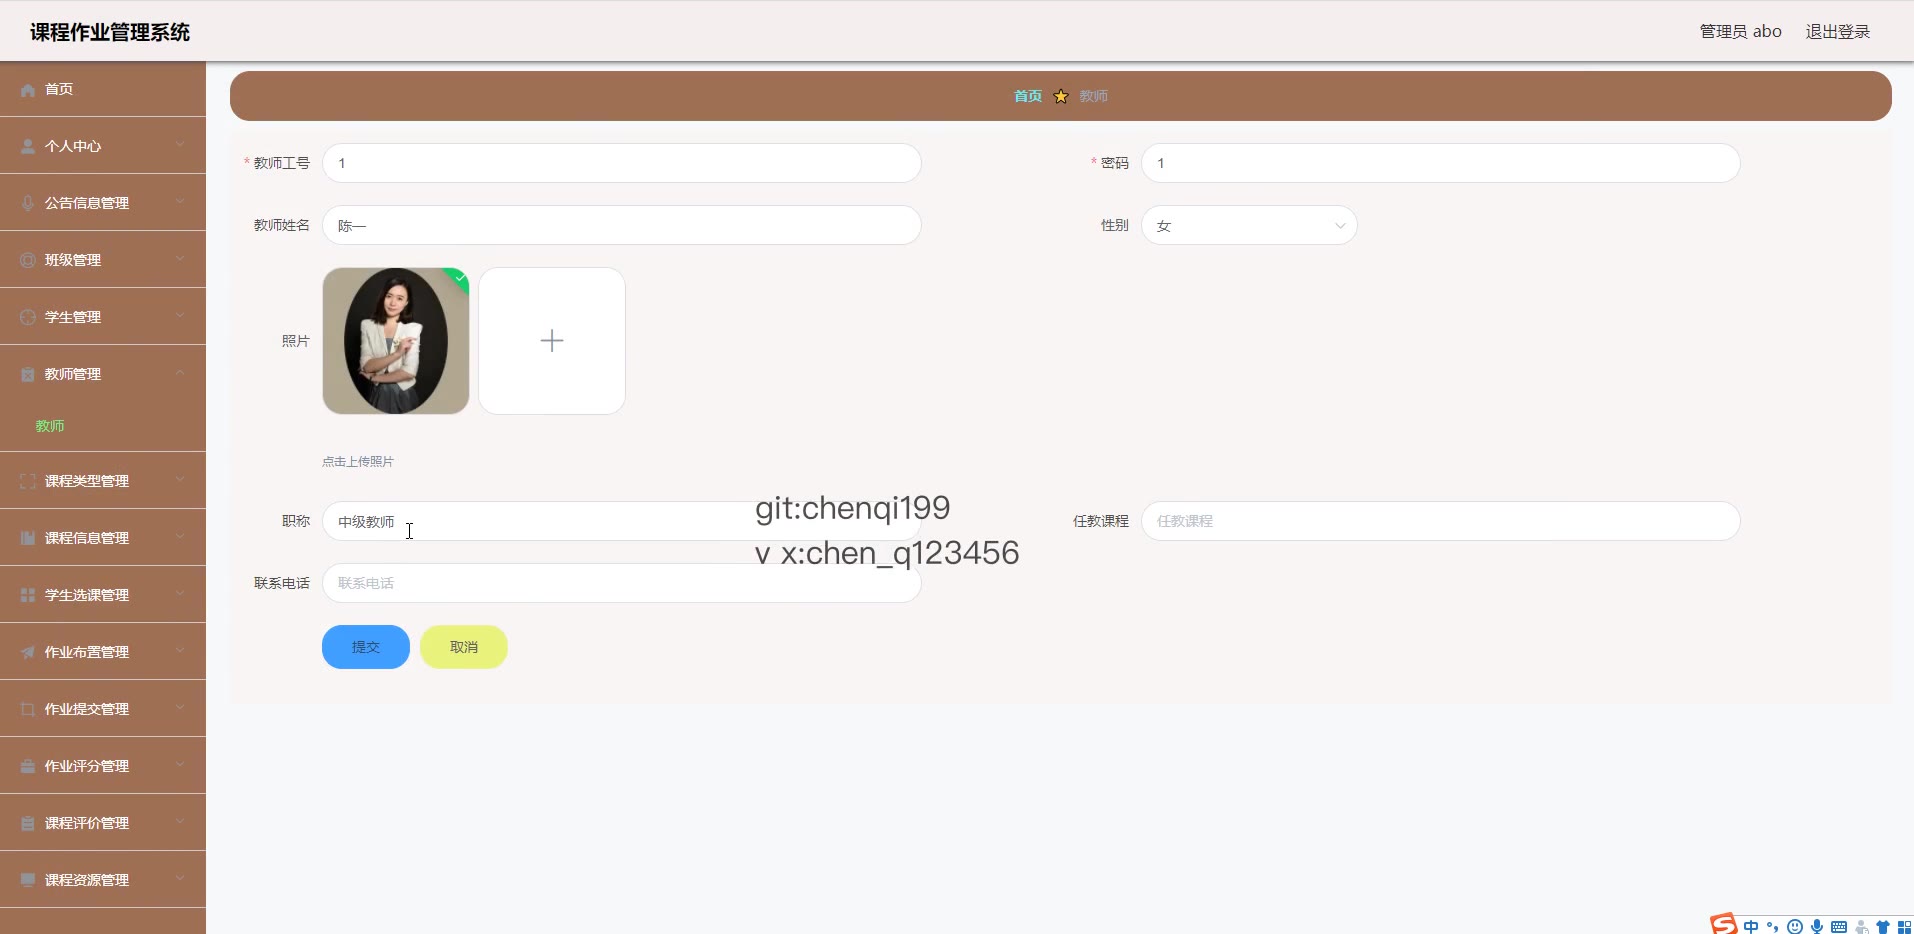 课程作业管理系统
管理员 abo 退出登录
首页
个人中心
公告信息管理
班级管理
学生管理
教师管理
教师
课程类型管理
课程信息管理
学生选课管理
作业布置管理
作业提交管理
作业评分管理
课程评价管理
课程资源管理
首页 教师
* 教师工号 1
* 密码 1
教师姓名 陈一
性别 女
照片
点击上传照片
职称 中级教师
任教课程 任教课程
联系电话 联系电话
git:chenqi199
v x:chen_q123456
提交 取消
S 中